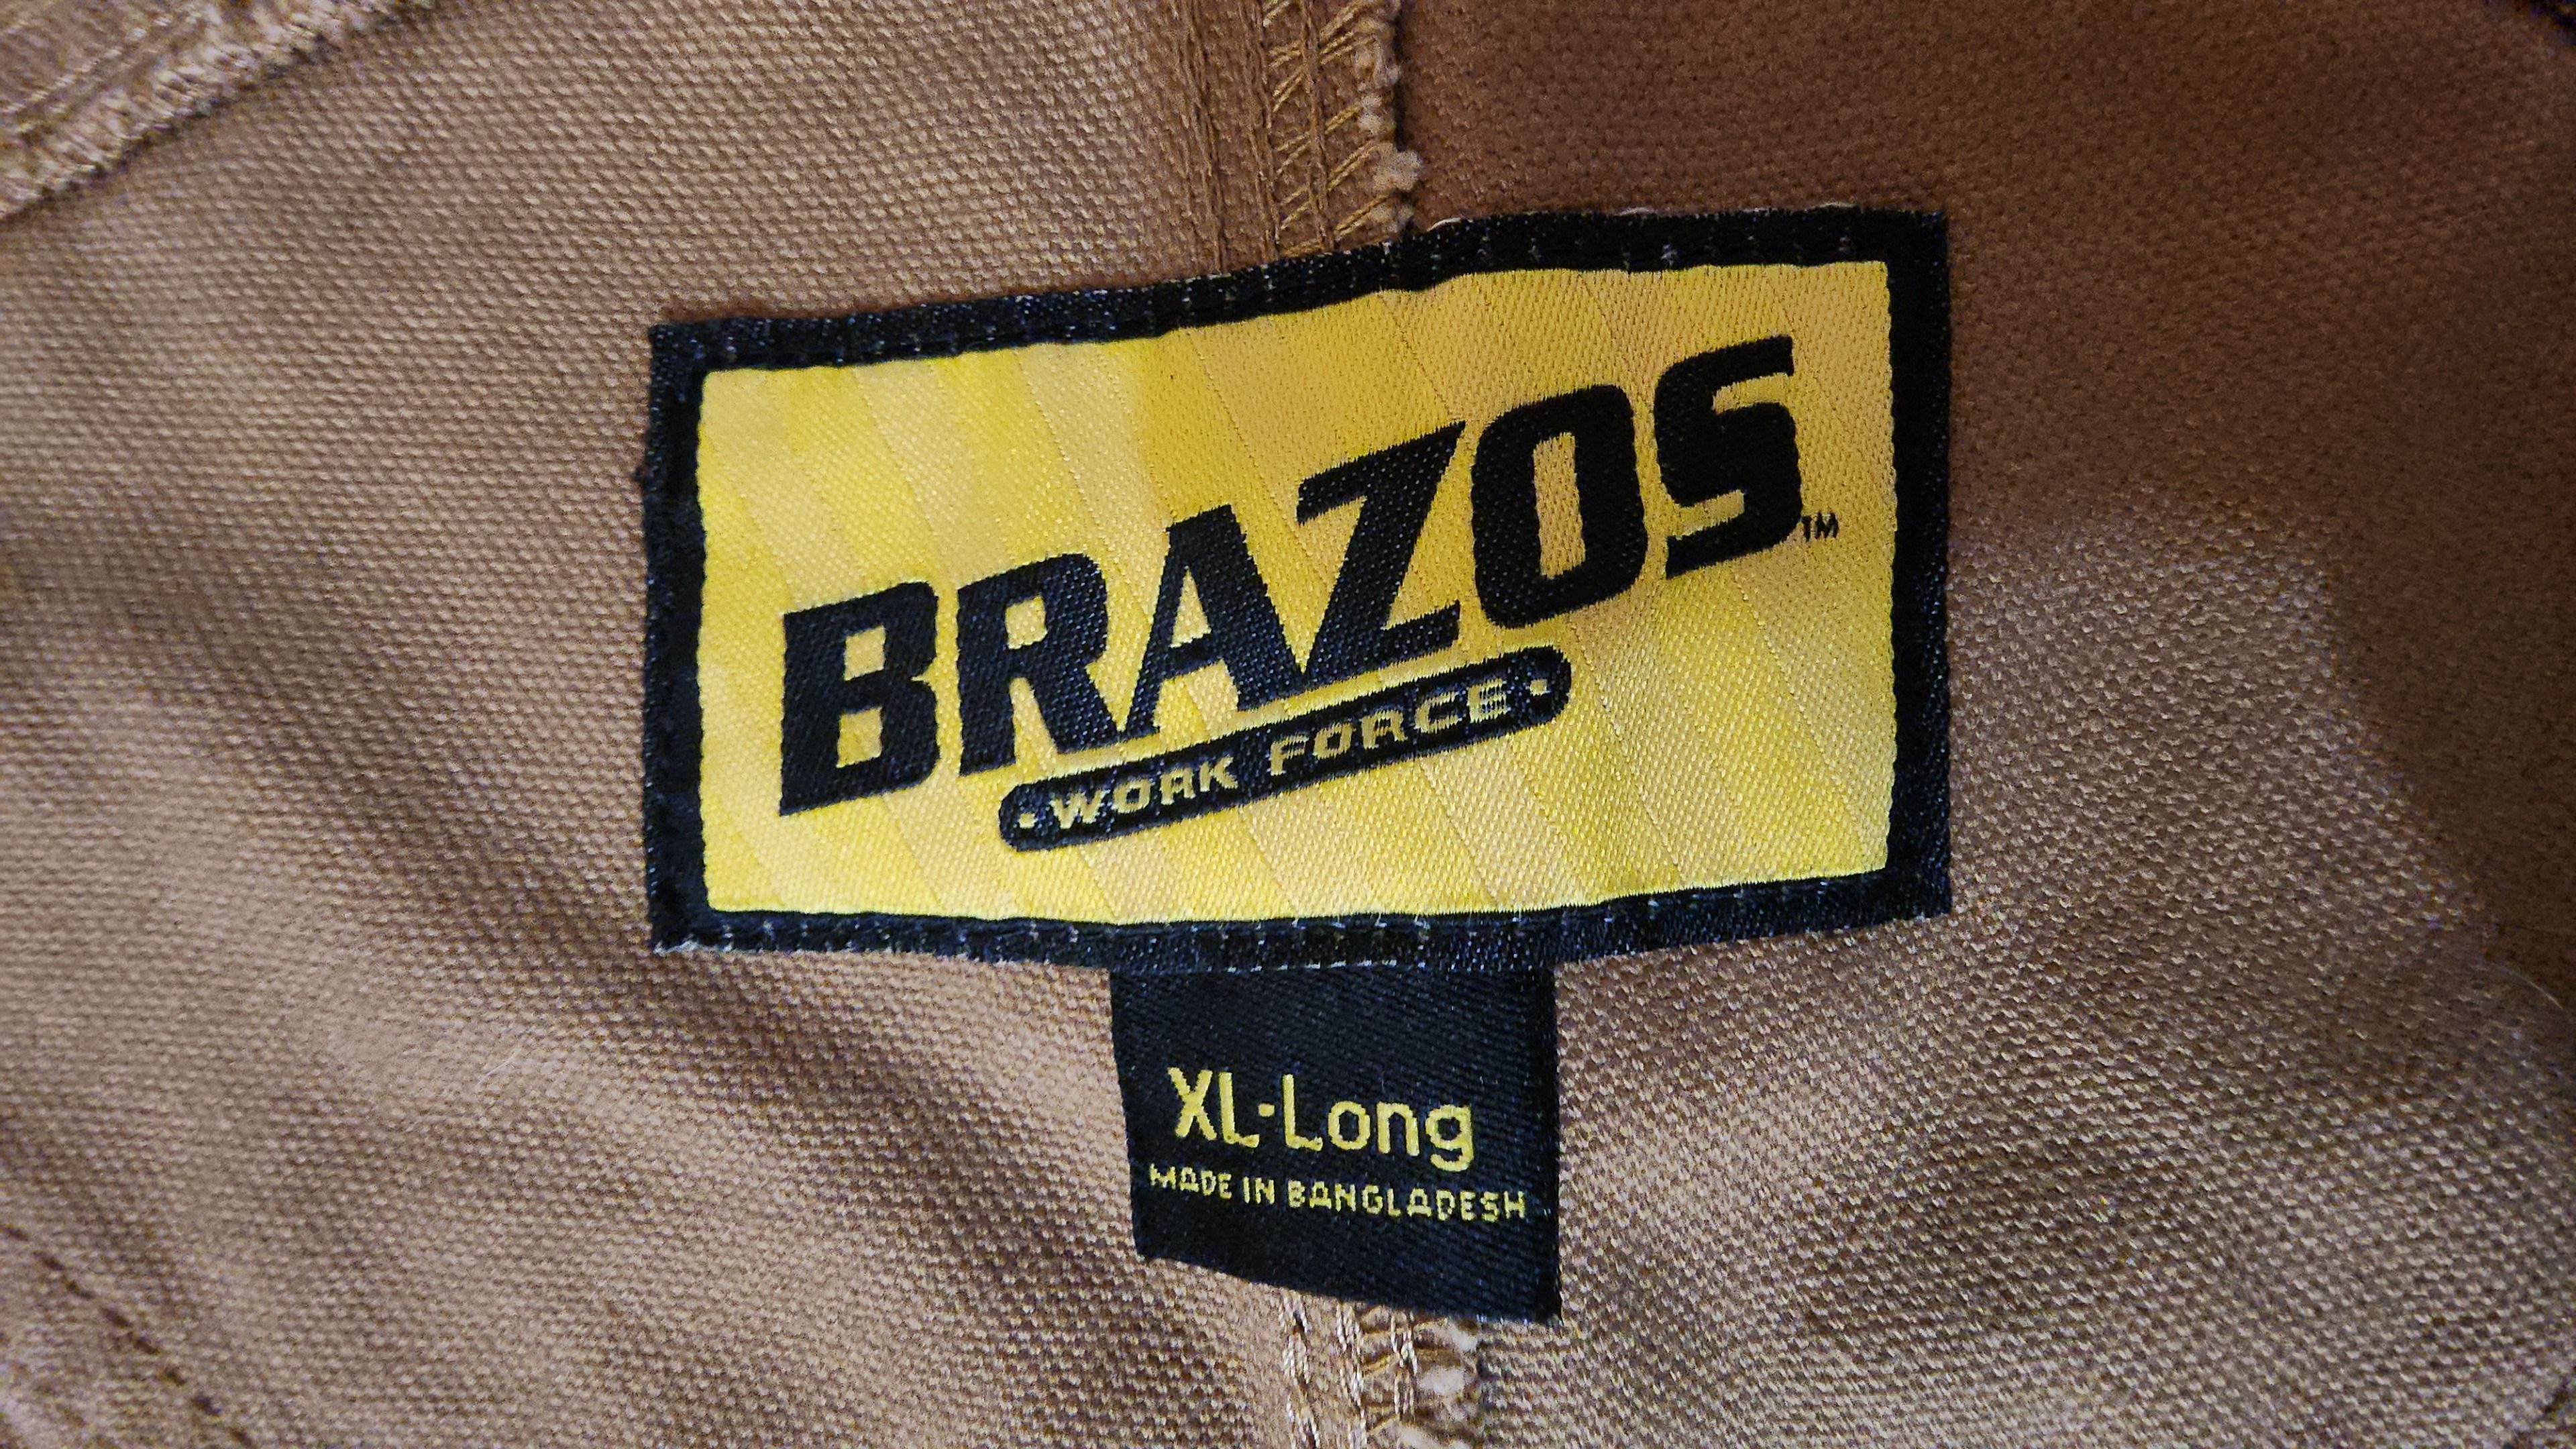 BRAZOS™
·WORK FORCE·
XL-Long
MADE IN BANGLADESH